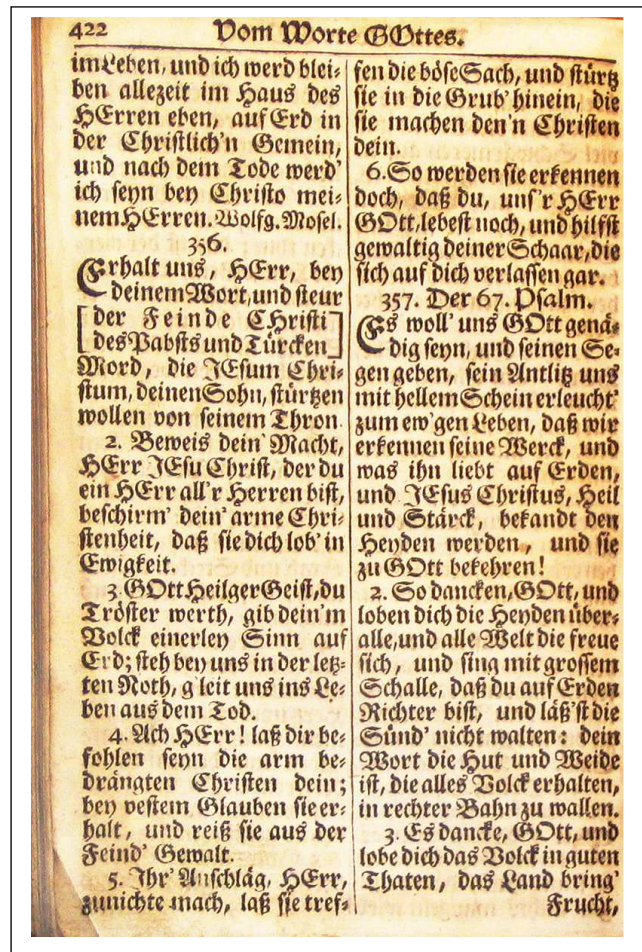 422 Vom Worte GOttes.
im Leben, und ich werd blei-
ben allezeit im Haus des
HErren eben, auf Erd in
der Christlich'n Gemein,
und nach dem Tode werd'
ich seyn bey Christo mei-
nem HErren. Wolfg. Mosel.
356.
Erhalt uns, HErr, bey
deinem Wort, und steur
[der Feinde CHristi]
[des Pabsts und Türcken]
Mord, die JEsum Chri-
stum, deinen Sohn, stürtzen
wollen von seinem Thron.
2. Beweis dein' Macht,
HErr JEsu Christ, der du
ein HErr all'r Herren bist,
beschirm' dein' arme Chri-
stenheit, daß sie dich lob' in
Ewigkeit.
3. GOtt Heilger Geist, du
Tröster werth, gib dein'm
Volck einerley Sinn auf
Erd; steh bey uns in der letz-
ten Noth, g'leit uns ins Le-
ben aus dem Tod.
4. Ach HErr! laß dir be-
fohlen seyn die arm be-
drängten Christen dein;
bey vestem Glauben sie er-
halt, und reiß sie aus der
Feind' Gewalt.
5. Ihr' Anschläg, HErr,
zunichte mach, laß sie tref-
fen die böse Sach, und stürtz
sie in die Grub' hinein, die
sie machen den'n Christen
dein.
6. So werden sie erkennen
doch, daß du, uns'r HErr
GOtt, lebest noch, und hilfst
gewaltig deiner Schaar, die
sich auf dich verlassen gar.
357. Der 67. Psalm.
Es woll' uns GOtt genä-
dig seyn, und seinen Se-
gen geben, sein Antlitz uns
mit hellem Schein erleucht'
zum ew'gen Leben, daß wir
erkennen seine Werck, und
was ihn liebt auf Erden,
und JEsus Christus, Heil
und Stärck, bekandt den
Heyden werden, und sie
zu GOtt bekehren!
2. So dancken, GOtt, und
loben dich die Heyden über-
alle, und alle Welt die freue
sich, und sing mit grossem
Schalle, daß du auf Erden
Richter bist, und läß'st die
Sünd' nicht walten: dein
Wort die Hut und Weide
ist, die alles Volck erhalten,
in rechter Bahn zu wallen.
3. Es dancke, GOtt, und
lobe dich das Volck in guten
Thaten, das Land bring'
Frucht,